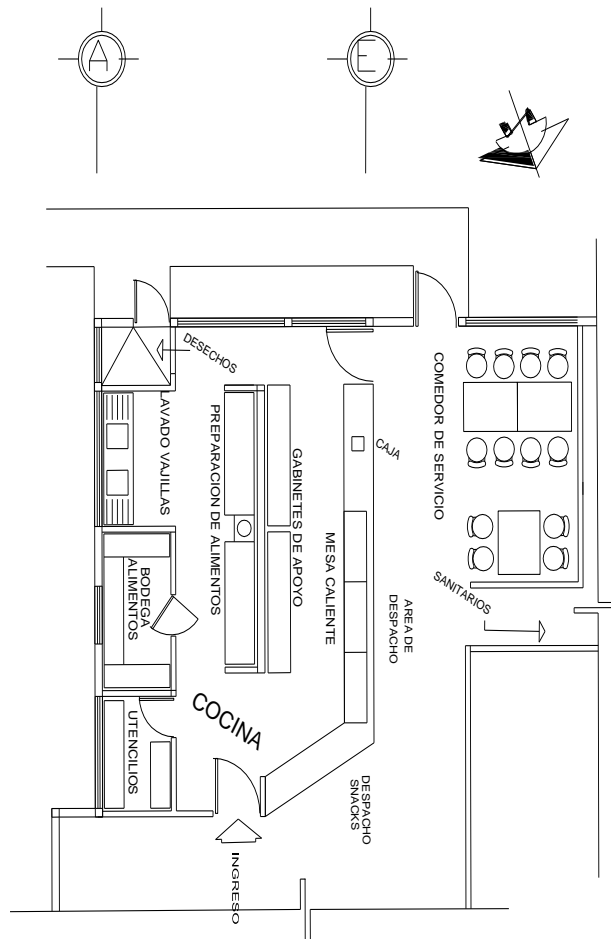 A
E
DESECHOS
LAVADO VAJILLAS
PREPARACION DE ALIMENTOS
GABINETES DE APOYO
CAJA
COMEDOR DE SERVICIO
MESA CALIENTE
BODEGA
ALIMENTOS
SANITARIOS
AREA DE
DESPACHO
COCINA
UTENCILIOS
DESPACHO
SNACKS
INGRESO